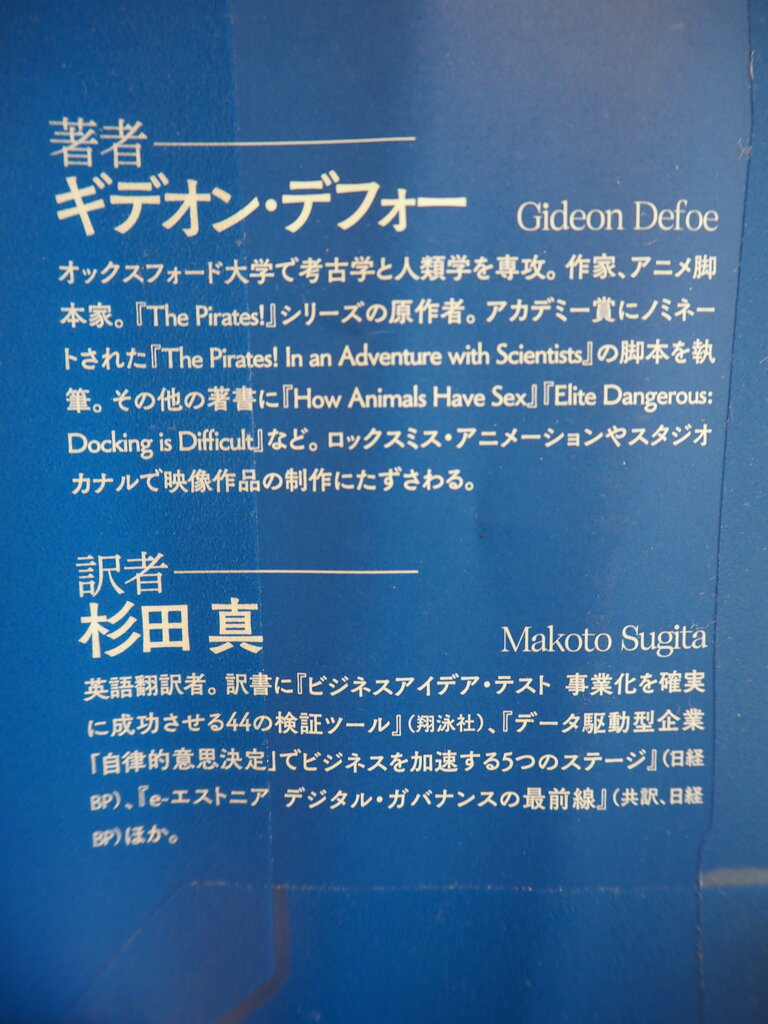 著者
ギデオン・デフォー Gideon Defoe
オックスフォード大学で考古学と人類学を専攻。作家、アニメ脚
本家。『The Pirates!』シリーズの原作者。アカデミー賞にノミネー
トされた『The Pirates! In an Adventure with Scientists』の脚本を執
筆。その他の著書に『How Animals Have Sex』『Elite Dangerous:
Docking is Difficult』など。ロックスミス・アニメーションやスタジオ
カナルで映像作品の制作にたずさわる。
訳者
杉田 真 Makoto Sugita
英語翻訳者。訳書に『ビジネスアイデア・テスト 事業化を確実
に成功させる44の検証ツール』(翔泳社)、『データ駆動型企業
「自律的意思決定」でビジネスを加速する5つのステージ』(日経
BP)、『e-エストニア デジタル・ガバナンスの最前線』(共訳、日経
BP)ほか。